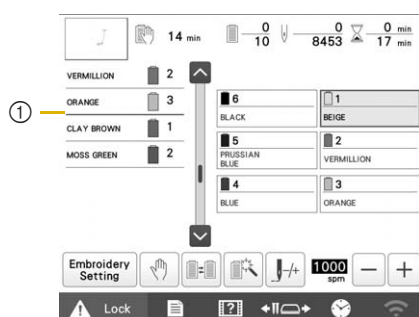 14 min
0
10
0
8453
0 min
17 min
VERMILLION 2
ORANGE 3
CLAY BROWN 1
MOSS GREEN 2
1
6
BLACK
1
BEIGE
5
PRUSSIAN
BLUE
2
VERMILLION
4
BLUE
3
ORANGE
Embroidery
Setting
-/+
1000
spm
Lock